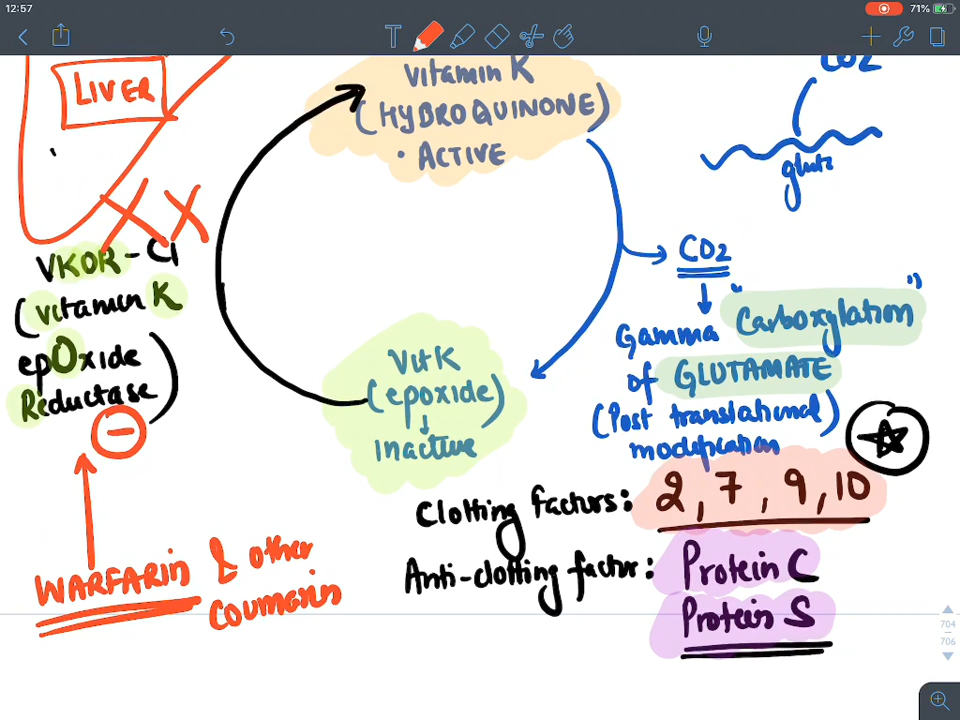 12:57
71%
T
LIVER
Vitamin K
(HYDROQUINONE)
• ACTIVE
CO2
VKOR-C1
(vitamin K
epOxide
Reductase)
CO2
Gamma "Carboxylation"
of GLUTAMATE
(Post translational)
modification
VitK
(epoxide)
Inactive
Clotting factors: 2, 7, 9, 10
Anti-clotting factor: Protein C
Protein S
WARFARIN & other
coumarins
704
706